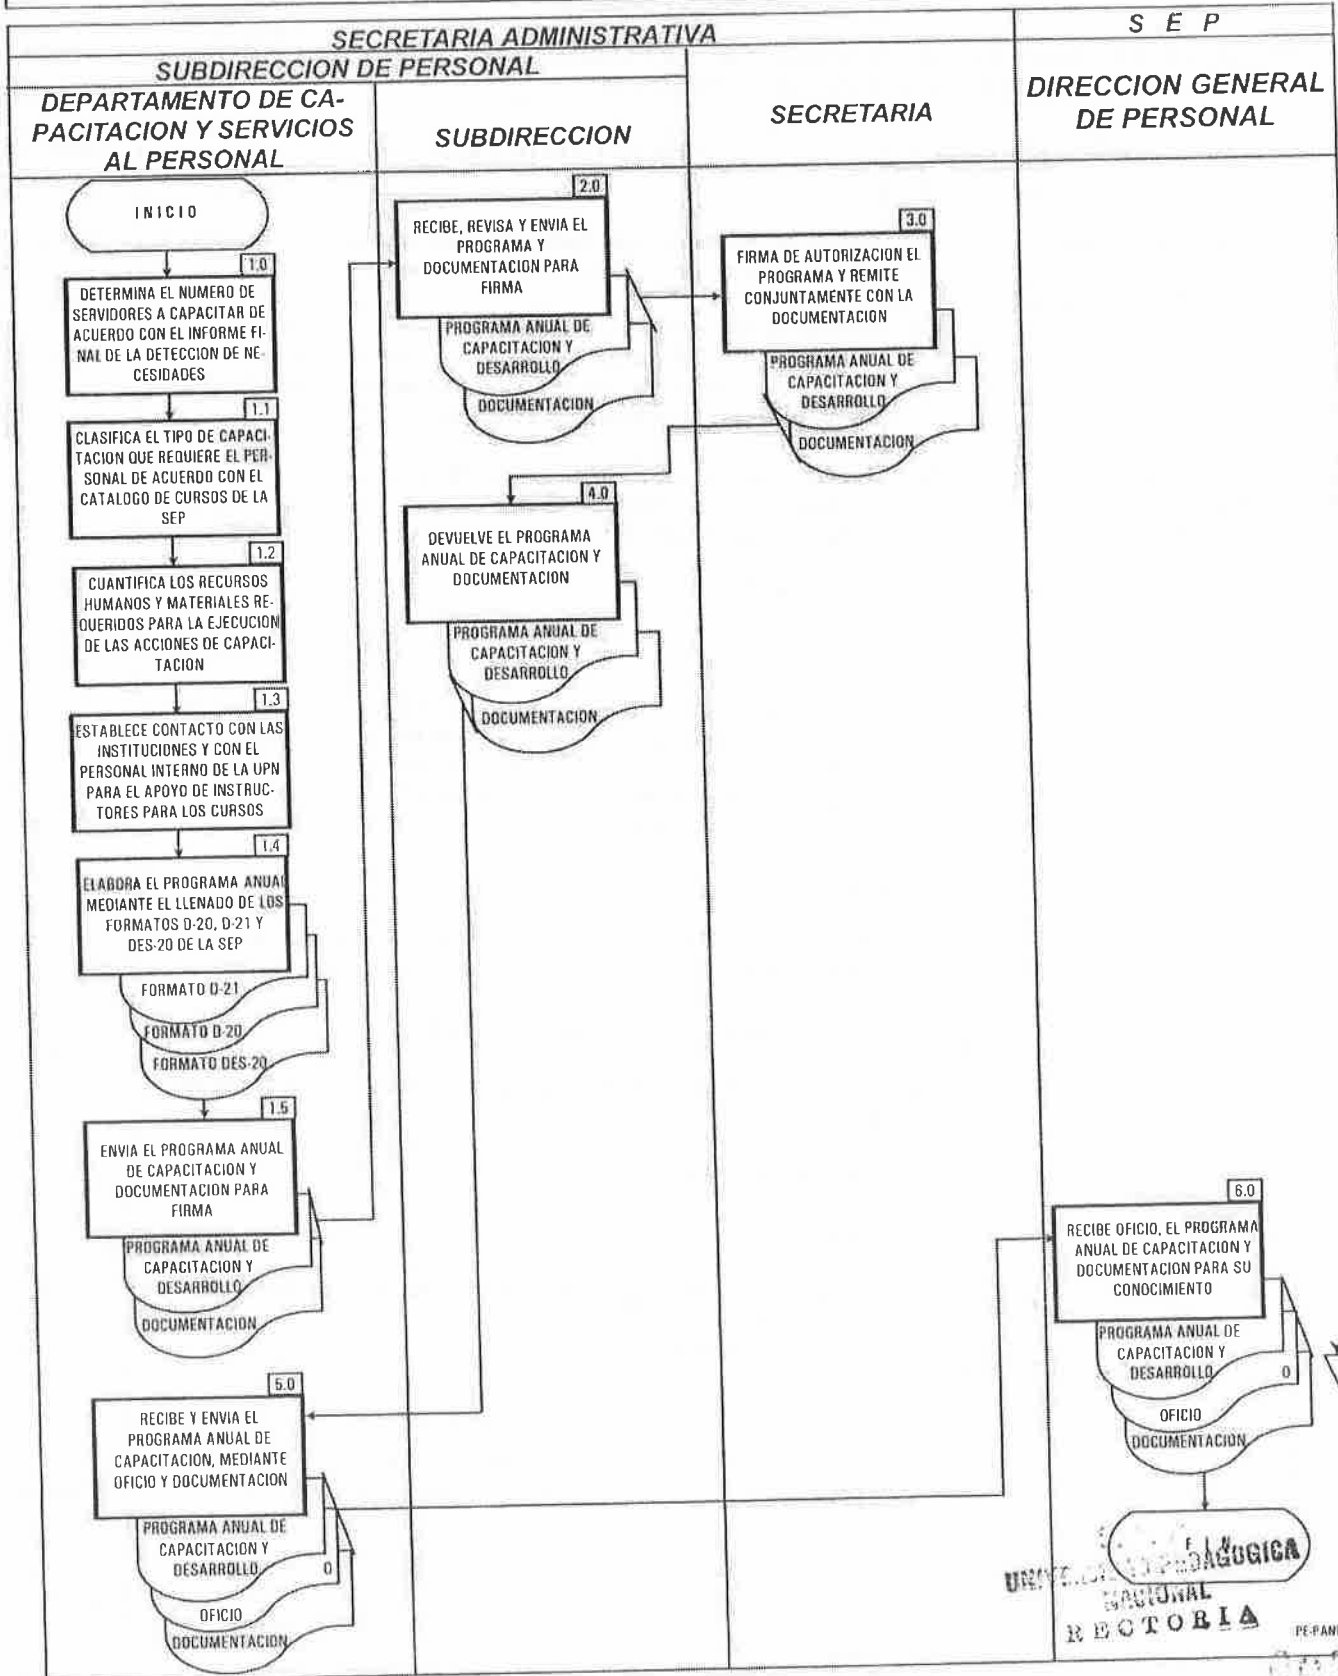 S E P
SECRETARIA ADMINISTRATIVA
SUBDIRECCION DE PERSONAL
DEPARTAMENTO DE CA-
PACITACION Y SERVICIOS
AL PERSONAL
SUBDIRECCION
SECRETARIA
DIRECCION GENERAL
DE PERSONAL
INICIO
1.0
DETERMINA EL NUMERO DE
SERVIDORES A CAPACITAR DE
ACUERDO CON EL INFORME FI-
NAL DE LA DETECCION DE NE-
CESIDADES
1.1
CLASIFICA EL TIPO DE CAPACI-
TACION QUE REQUIERE EL PER-
SONAL DE ACUERDO CON EL
CATALOGO DE CURSOS DE LA
SEP
1.2
CUANTIFICA LOS RECURSOS
HUMANOS Y MATERIALES RE-
QUERIDOS PARA LA EJECUCION
DE LAS ACCIONES DE CAPACI-
TACION
1.3
ESTABLECE CONTACTO CON LAS
INSTITUCIONES Y CON EL
PERSONAL INTERNO DE LA UPN
PARA EL APOYO DE INSTRUC-
TORES PARA LOS CURSOS
1.4
ELABORA EL PROGRAMA ANUAL
MEDIANTE EL LLENADO DE LOS
FORMATOS D-20, D-21 Y
DES-20 DE LA SEP
FORMATO D-21
FORMATO D-20
FORMATO DES-20
1.5
ENVIA EL PROGRAMA ANUAL
DE CAPACITACION Y
DOCUMENTACION PARA
FIRMA
PROGRAMA ANUAL DE
CAPACITACION Y
DESARROLLO
DOCUMENTACION
2.0
RECIBE, REVISA Y ENVIA EL
PROGRAMA Y
DOCUMENTACION PARA
FIRMA
PROGRAMA ANUAL DE
CAPACITACION Y
DESARROLLO
DOCUMENTACION
3.0
FIRMA DE AUTORIZACION EL
PROGRAMA Y REMITE
CONJUNTAMENTE CON LA
DOCUMENTACION
PROGRAMA ANUAL DE
CAPACITACION Y
DESARROLLO
DOCUMENTACION
4.0
DEVUELVE EL PROGRAMA
ANUAL DE CAPACITACION Y
DOCUMENTACION
PROGRAMA ANUAL DE
CAPACITACION Y
DESARROLLO
DOCUMENTACION
5.0
RECIBE Y ENVIA EL
PROGRAMA ANUAL DE
CAPACITACION, MEDIANTE
OFICIO Y DOCUMENTACION
PROGRAMA ANUAL DE
CAPACITACION Y
DESARROLLO
0
OFICIO
DOCUMENTACION
6.0
RECIBE OFICIO, EL PROGRAMA
ANUAL DE CAPACITACION Y
DOCUMENTACION PARA SU
CONOCIMIENTO
PROGRAMA ANUAL DE
CAPACITACION Y
DESARROLLO
0
OFICIO
DOCUMENTACION
FIN
NACIONAL
RECTORIA